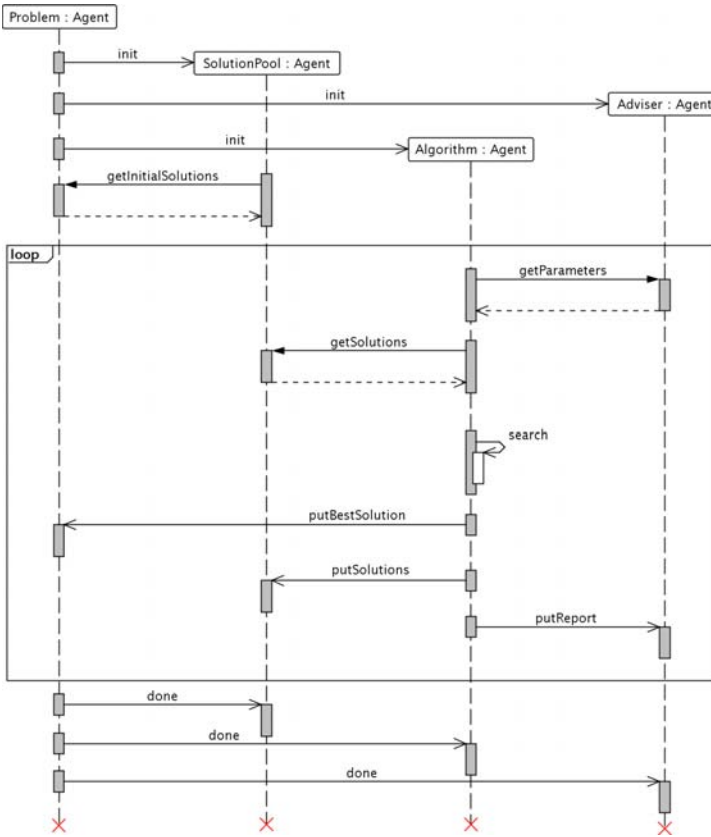 Problem : Agent
init
SolutionPool : Agent
init
Adviser : Agent
init
Algorithm : Agent
getInitialSolutions
loop
getParameters
getSolutions
search
putBestSolution
putSolutions
putReport
done
done
done